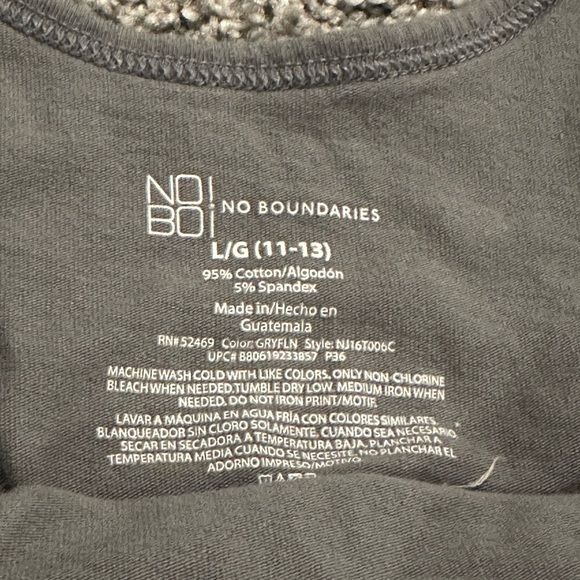 NO
BO
NO BOUNDARIES
L/G (11-13)
95% Cotton/Algodón
5% Spandex
Made in/Hecho en
Guatemala
RN# 52469 Color: GRYFLN Style: NJ16T006C
UPC# 880619233857 P36
MACHINE WASH COLD WITH LIKE COLORS. ONLY NON-CHLORINE
BLEACH WHEN NEEDED. TUMBLE DRY LOW. MEDIUM IRON WHEN
NEEDED. DO NOT IRON PRINT/MOTIF.
LAVAR A MÁQUINA EN AGUA FRÍA CON COLORES SIMILARES.
BLANQUEADOR SIN CLORO SOLAMENTE. CUANDO SEA NECESARIO
SECAR EN SECADORA A TEMPERATURA BAJA. PLANCHAR A
TEMPERATURA MEDIA CUANDO SE NECESITE. NO PLANCHAR EL
ADORNO IMPRESO/MOTIVO.